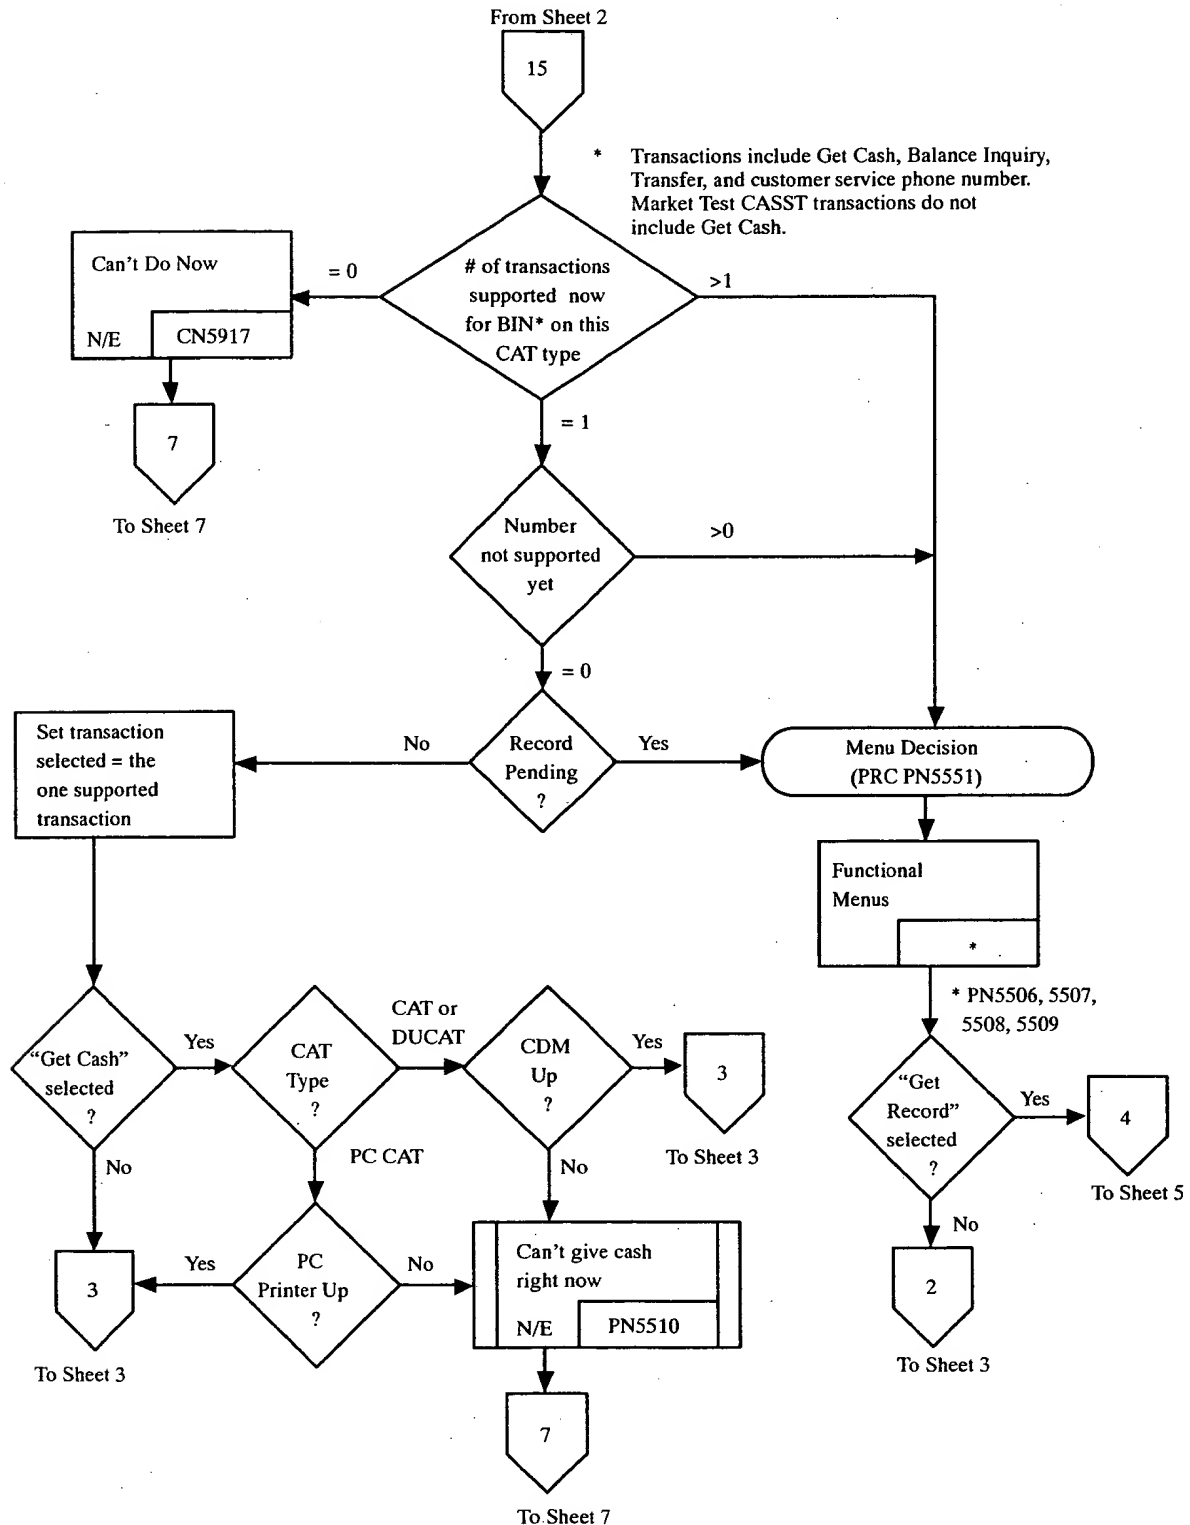 From Sheet 2
15
* Transactions include Get Cash, Balance Inquiry,
Transfer, and customer service phone number.
Market Test CASST transactions do not
include Get Cash.
# of transactions
supported now
for BIN* on this
CAT type
= 0
>1
Can't Do Now
N/E
CN5917
7
To Sheet 7
= 1
Number
not supported
yet
>0
= 0
Record
Pending
?
No
Yes
Set transaction
selected = the
one supported
transaction
Menu Decision
(PRC PN5551)
Functional
Menus
*
* PN5506, 5507,
5508, 5509
"Get Cash"
selected
?
Yes
No
CAT
Type
?
CAT or
DUCAT
PC CAT
CDM
Up
?
Yes
No
3
To Sheet 3
"Get
Record"
selected
?
Yes
4
To Sheet 5
No
2
To Sheet 3
3
To Sheet 3
Yes
PC
Printer Up
?
No
Can't give cash
right now
N/E
PN5510
7
To Sheet 7